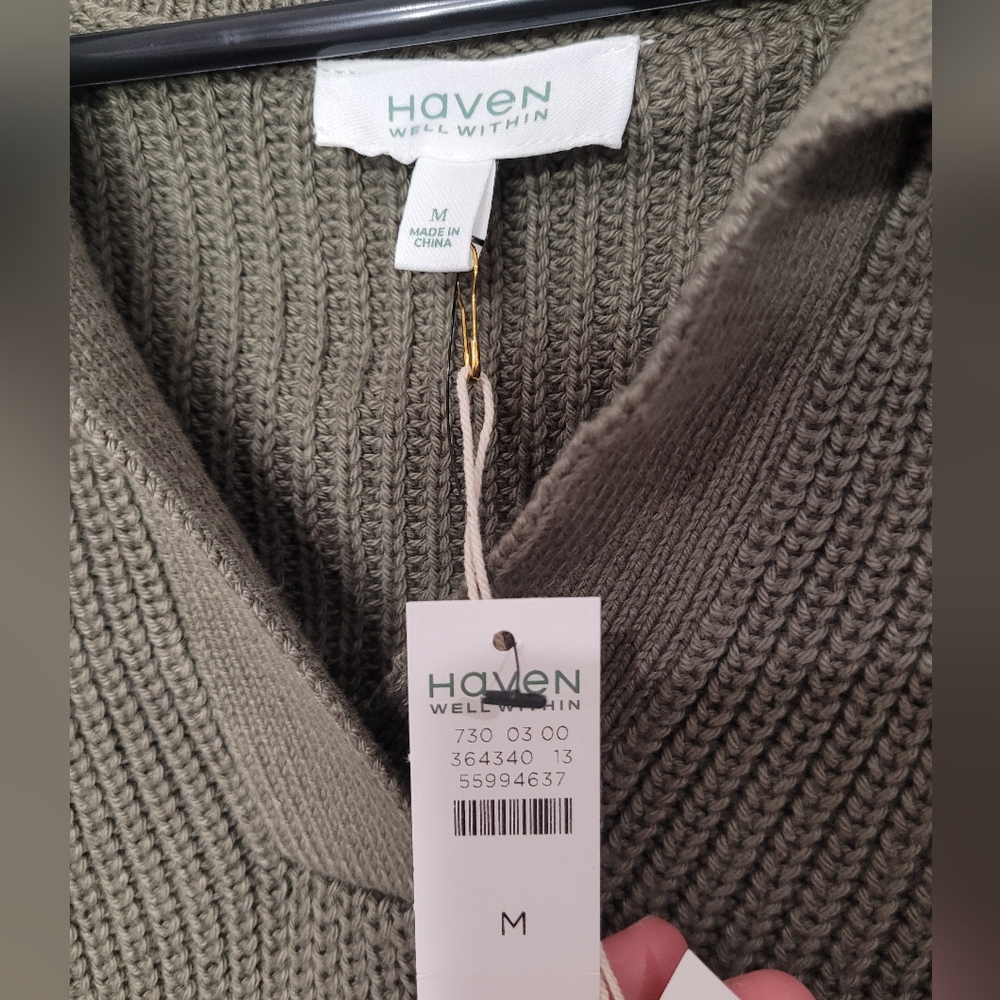 Haven
WELL WITHIN
M
MADE IN
CHINA
Haven
WELL WITHIN
730 03 00
364340 13
55994637
M